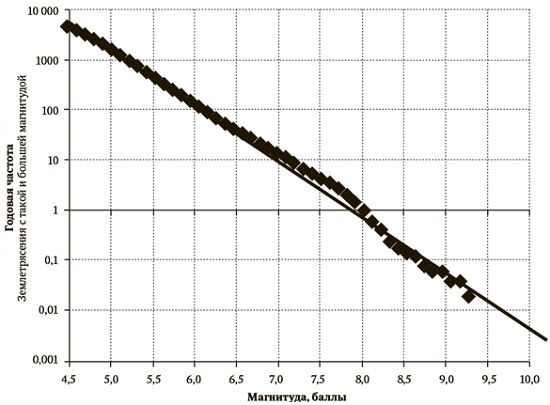 Годовая частота
Землетрясения с такой и большей магнитудой
10 000
1000
100
10
1
0,1
0,01
0,001
4,5 5,0 5,5 6,0 6,5 7,0 7,5 8,0 8,5 9,0 9,5 10,0
Магнитуда, баллы